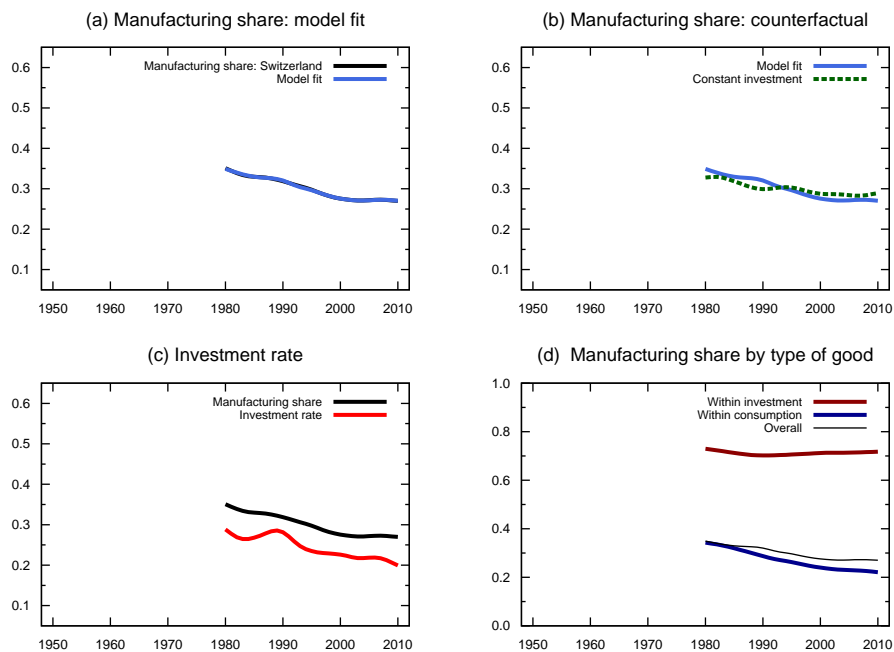 (a) Manufacturing share: model fit
Manufacturing share: Switzerland
Model fit
0.6
0.5
0.4
0.3
0.2
0.1
1950 1960 1970 1980 1990 2000 2010
(b) Manufacturing share: counterfactual
Model fit
Constant investment
0.6
0.5
0.4
0.3
0.2
0.1
1950 1960 1970 1980 1990 2000 2010
(c) Investment rate
Manufacturing share
Investment rate
0.6
0.5
0.4
0.3
0.2
0.1
1950 1960 1970 1980 1990 2000 2010
(d) Manufacturing share by type of good
Within investment
Within consumption
Overall
1.0
0.8
0.6
0.4
0.2
0.0
1950 1960 1970 1980 1990 2000 2010